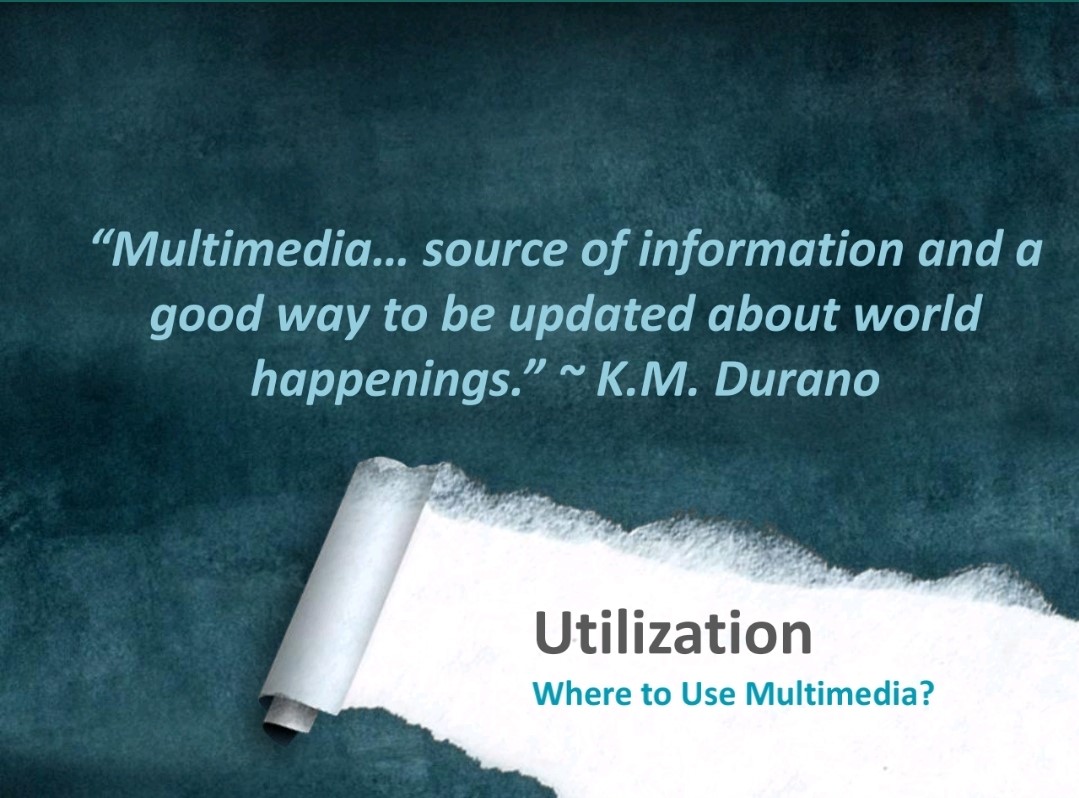 “Multimedia… source of information and a
good way to be updated about world
happenings.” ~ K.M. Durano
Utilization
Where to Use Multimedia?